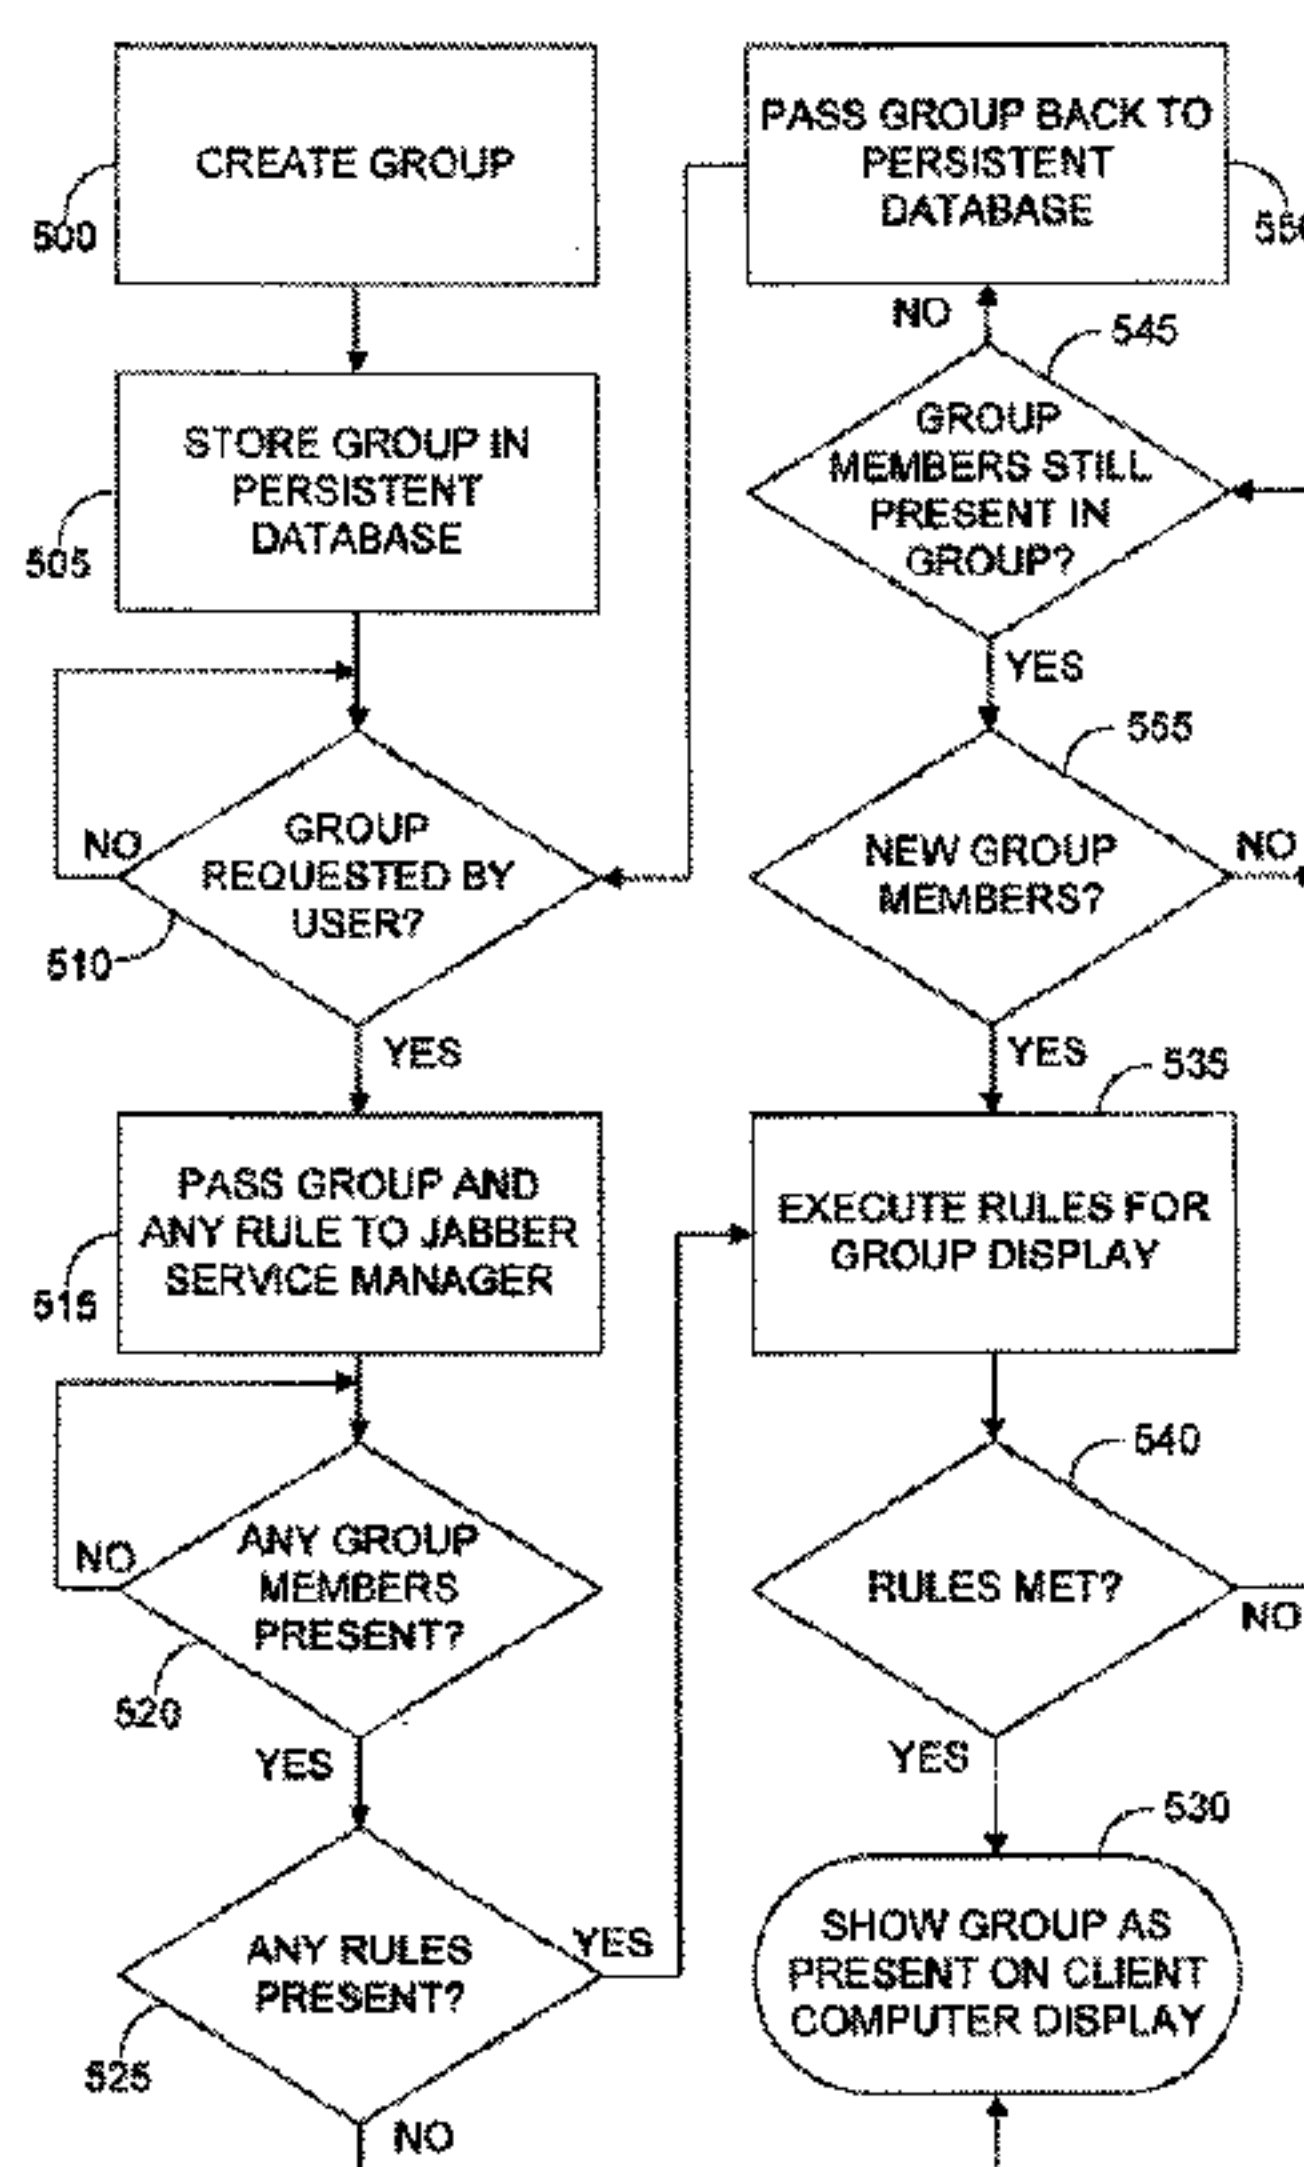 CREATE GROUP
500
STORE GROUP IN
PERSISTENT
DATABASE
505
NO
GROUP
REQUESTED BY
USER?
510
YES
PASS GROUP AND
ANY RULE TO JABBER
SERVICE MANAGER
515
NO
ANY GROUP
MEMBERS
PRESENT?
520
YES
ANY RULES
PRESENT?
YES
525
NO
PASS GROUP BACK TO
PERSISTENT
DATABASE
NO
545
GROUP
MEMBERS STILL
PRESENT IN
GROUP?
YES
555
NEW GROUP
MEMBERS?
NO
YES
535
EXECUTE RULES FOR
GROUP DISPLAY
540
RULES MET?
NO
YES
530
SHOW GROUP AS
PRESENT ON CLIENT
COMPUTER DISPLAY